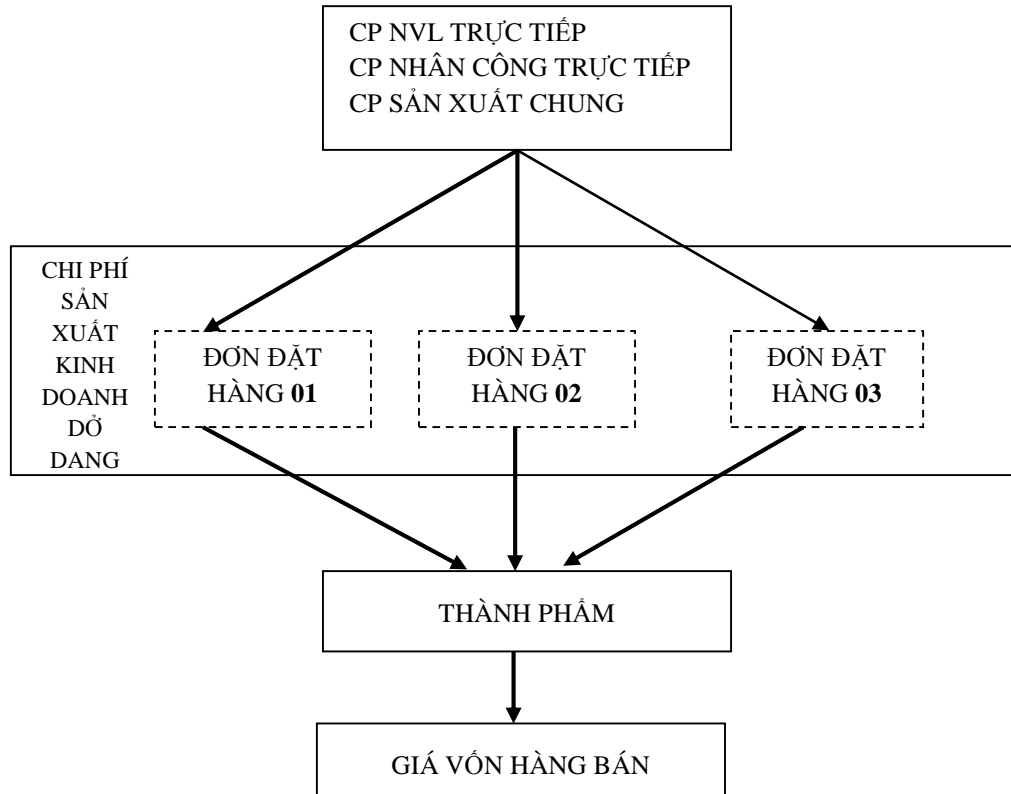 CP NVL TRỰC TIẾP
CP NHÂN CÔNG TRỰC TIẾP
CP SẢN XUẤT CHUNG
CHI PHÍ
SẢN
XUẤT
KINH
DOANH
DỞ
DANG
ĐƠN ĐẶT
HÀNG 01
ĐƠN ĐẶT
HÀNG 02
ĐƠN ĐẶT
HÀNG 03
THÀNH PHẨM
GIÁ VỐN HÀNG BÁN